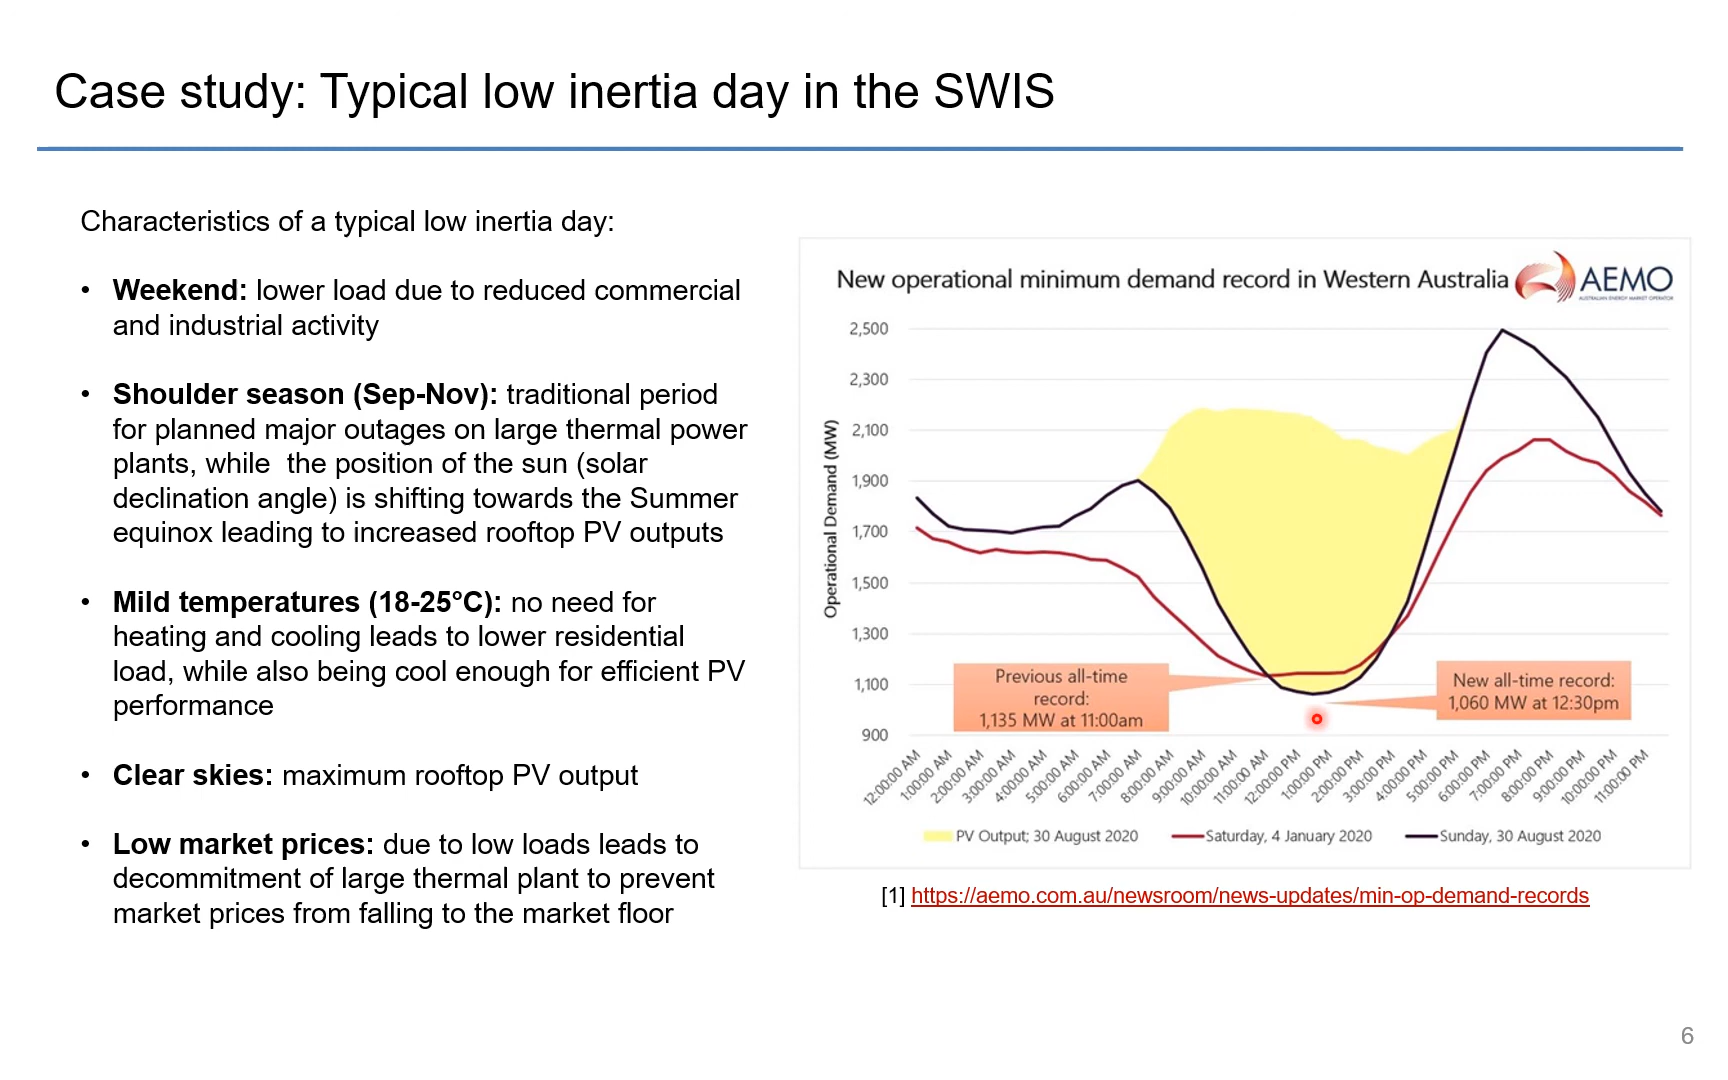 Case study: Typical low inertia day in the SWIS
Characteristics of a typical low inertia day:
• Weekend: lower load due to reduced commercial
and industrial activity
• Shoulder season (Sep-Nov): traditional period
for planned major outages on large thermal power
plants, while  the position of the sun (solar
declination angle) is shifting towards the Summer
equinox leading to increased rooftop PV outputs
• Mild temperatures (18-25°C): no need for
heating and cooling leads to lower residential
load, while also being cool enough for efficient PV
performance
• Clear skies: maximum rooftop PV output
• Low market prices: due to low loads leads to
decommitment of large thermal plant to prevent
market prices from falling to the market floor
New operational minimum demand record in Western Australia
AEMO
AUSTRALIAN ENERGY MARKET OPERATOR
Operational Demand (MW)
2,500
2,300
2,100
1,900
1,700
1,500
1,300
1,100
900
Previous all-time
record:
1,135 MW at 11:00am
New all-time record:
1,060 MW at 12:30pm
12:00:00 AM
1:00:00 AM
2:00:00 AM
3:00:00 AM
4:00:00 AM
5:00:00 AM
6:00:00 AM
7:00:00 AM
8:00:00 AM
9:00:00 AM
10:00:00 AM
11:00:00 AM
12:00:00 PM
1:00:00 PM
2:00:00 PM
3:00:00 PM
4:00:00 PM
5:00:00 PM
6:00:00 PM
7:00:00 PM
8:00:00 PM
9:00:00 PM
10:00:00 PM
11:00:00 PM
PV Output; 30 August 2020
Saturday, 4 January 2020
Sunday, 30 August 2020
[1] https://aemo.com.au/newsroom/news-updates/min-op-demand-records
6